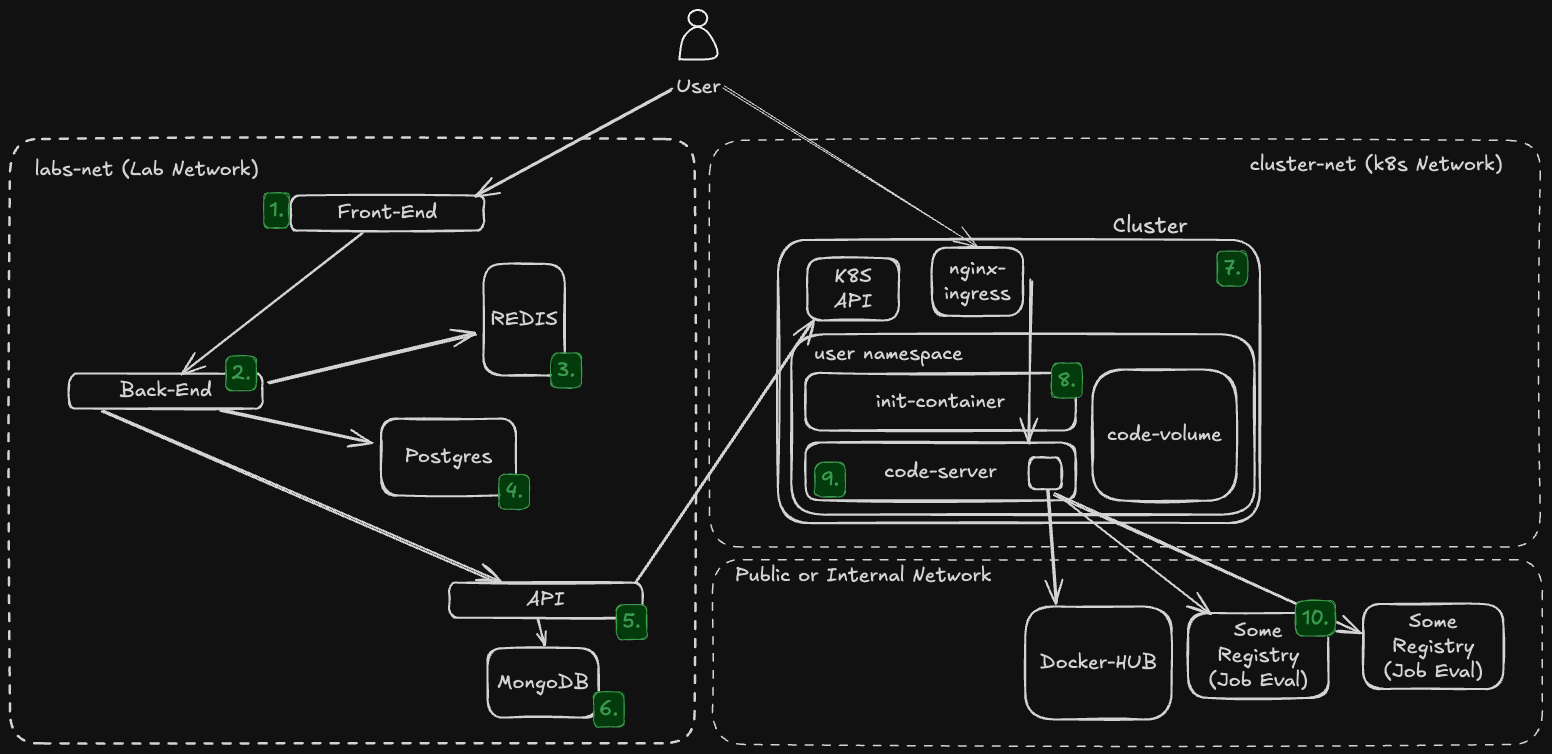 User
labs-net (Lab Network)
1.
Front-End
REDIS
3.
2.
Back-End
Postgres
4.
API
5.
MongoDB
6.
cluster-net (k8s Network)
Cluster
7.
K8S
API
nginx-
ingress
user namespace
8.
init-container
code-volume
9.
code-server
Public or Internal Network
Docker-HUB
10.
Some
Registry
(Job Eval)
Some
Registry
(Job Eval)